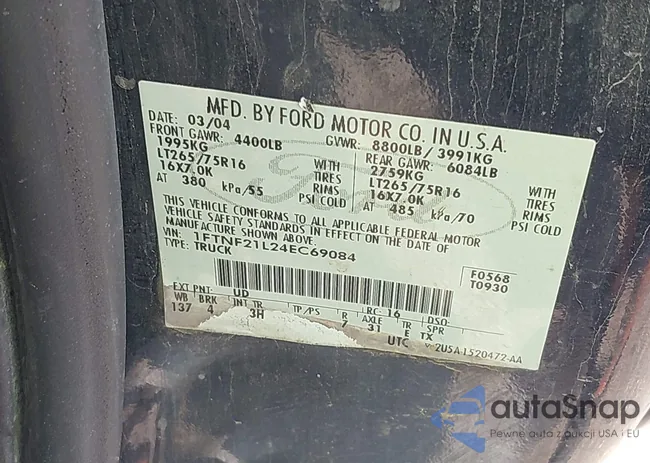 MFD. BY FORD MOTOR CO. IN U.S.A.
DATE: 03/04 GVWR: 8800LB/ 3991KG
FRONT GAWR: 4400LB REAR GAWR: 6084LB
1995KG WITH 2759KG WITH
LT265/75R16 TIRES LT265/75R16 TIRES
16X7.0K RIMS 16X7.0K RIMS
AT 380 kPa/55 PSI COLD AT 485 kPa/70 PSI COLD
THIS VEHICLE CONFORMS TO ALL APPLICABLE FEDERAL MOTOR
VEHICLE SAFETY STANDARDS IN EFFECT ON THE DATE OF
MANUFACTURE SHOWN ABOVE.
VIN: 1FTNF21L24EC69084
TYPE: TRUCK
F0568
T0930
EXT PNT: UD RC: 16 DSO:
WB BRK INT TR TP/PS R AXLE TR SPR
137 4 3H 7 31 E TX
UTC 2U5A1520472-AA
Ford
autoSnap
Pewne auta z aukcji USA i EU